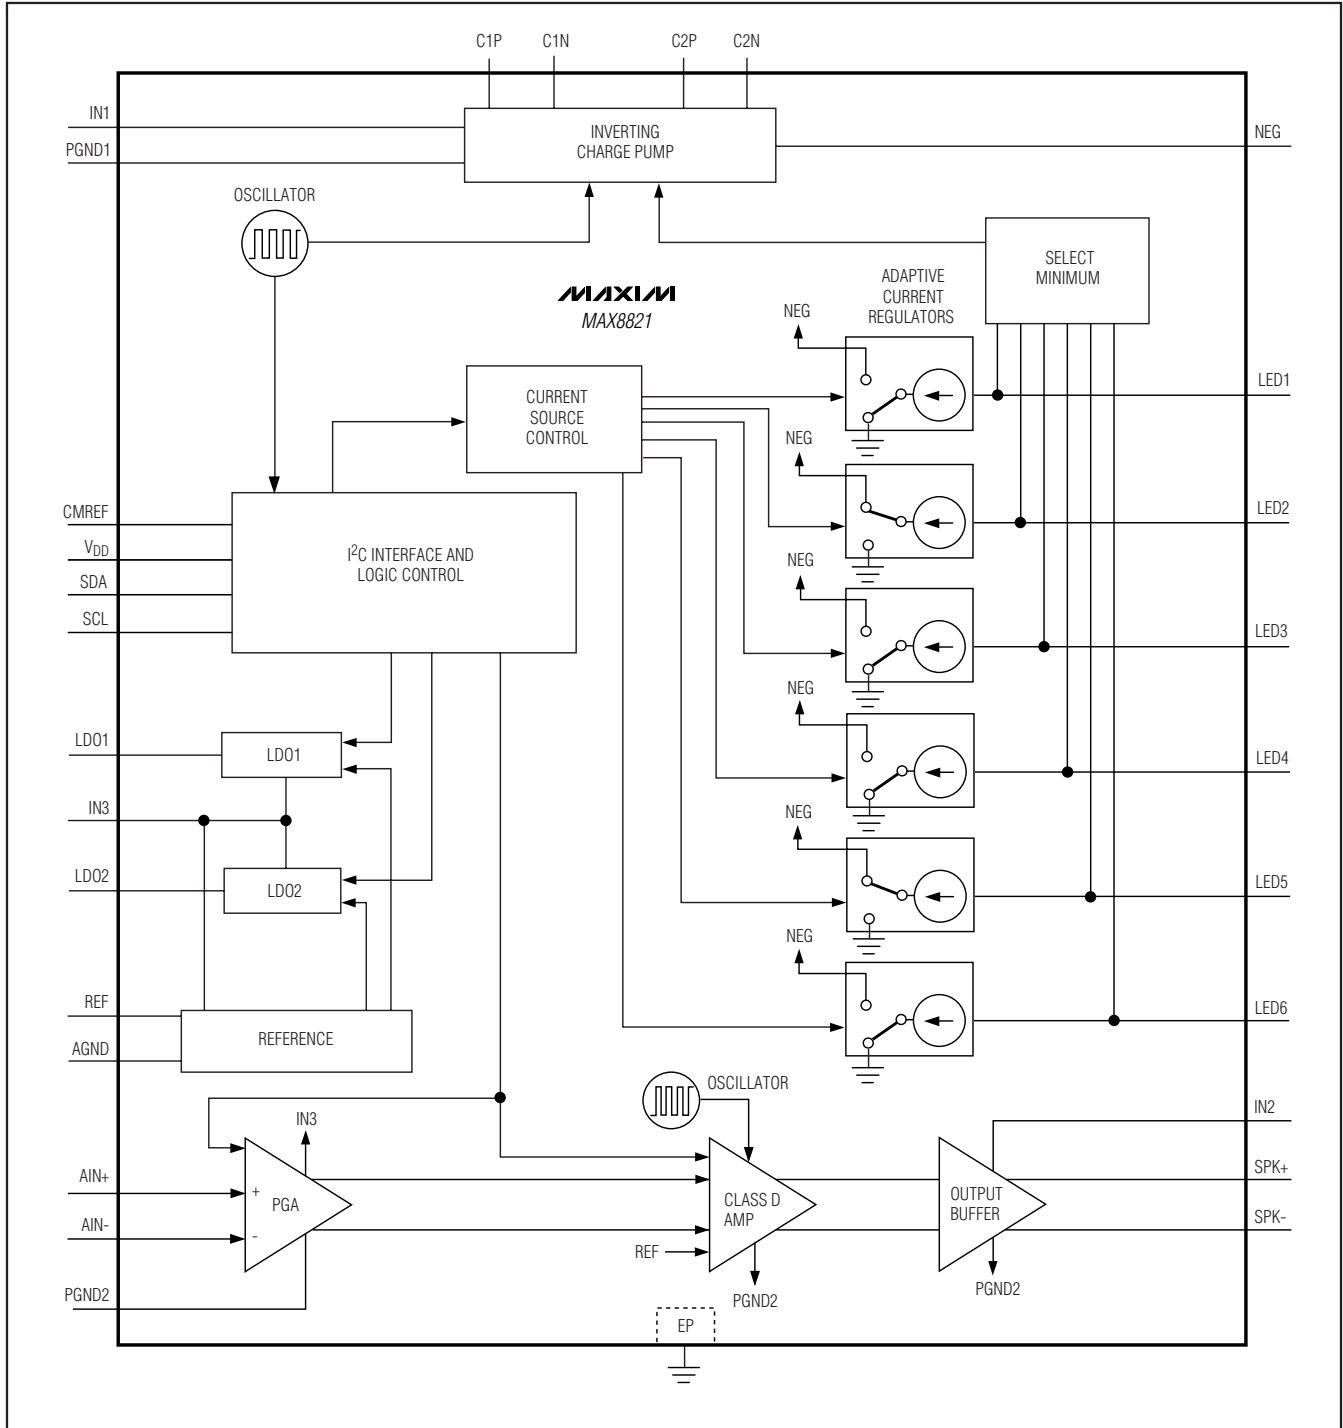 C1P
C1N
C2P
C2N
IN1
PGND1
INVERTING
CHARGE PUMP
NEG
OSCILLATOR
MAXIM
MAX8821
SELECT
MINIMUM
ADAPTIVE
CURRENT
REGULATORS
NEG
LED1
CURRENT
SOURCE
CONTROL
NEG
LED2
CMREF
VDD
SDA
SCL
I2C INTERFACE AND
LOGIC CONTROL
NEG
LED3
NEG
LED4
LDO1
LDO1
IN3
LDO2
LDO2
NEG
LED5
NEG
LED6
REF
AGND
REFERENCE
OSCILLATOR
IN2
IN3
AIN+
AIN-
+
PGA
-
PGND2
CLASS D
AMP
REF
PGND2
OUTPUT
BUFFER
SPK+
SPK-
PGND2
EP